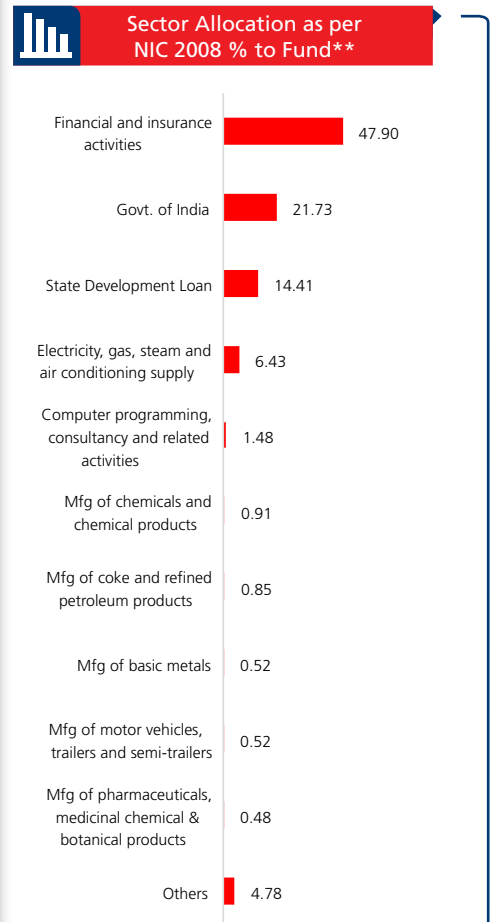 Sector Allocation as per
NIC 2008 % to Fund**
Financial and insurance
activities
47.90
Govt. of India
21.73
State Development Loan
14.41
Electricity, gas, steam and
air conditioning supply
6.43
Computer programming,
consultancy and related
activities
1.48
Mfg of chemicals and
chemical products
0.91
Mfg of coke and refined
petroleum products
0.85
Mfg of basic metals
0.52
Mfg of motor vehicles,
trailers and semi-trailers
0.52
Mfg of pharmaceuticals,
medicinal chemical &
botanical products
0.48
Others
4.78